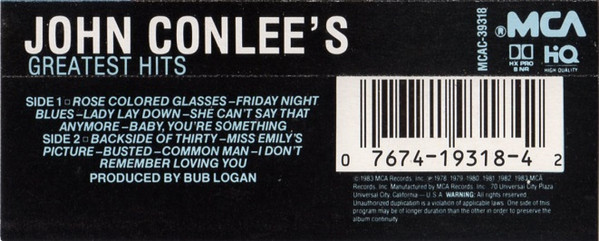 JOHN CONLEE'S
GREATEST HITS
MCAC-39318
®MCA
HX PRO
B NR
HiQ
HIGH QUALITY
SIDE 1 □ ROSE COLORED GLASSES–FRIDAY NIGHT
BLUES–LADY LAY DOWN–SHE CAN'T SAY THAT
ANYMORE–BABY, YOU'RE SOMETHING
SIDE 2 □ BACKSIDE OF THIRTY–MISS EMILY'S
PICTURE–BUSTED–COMMON MAN–I DON'T
REMEMBER LOVING YOU
PRODUCED BY BUB LOGAN
0 7674-19318-4 2
©1983 MCA Records, Inc. ℗ 1978, 1979, 1980, 1981, 1982, 1983 MCA
Records, Inc. Manufactured by MCA Records, Inc. 70 Universal City Plaza
Universal City, California — U.S.A. WARNING: All rights reserved.
Unauthorized duplication is a violation of applicable laws. One side of this
program may be of longer duration than the other in order to preserve the
album continuity.